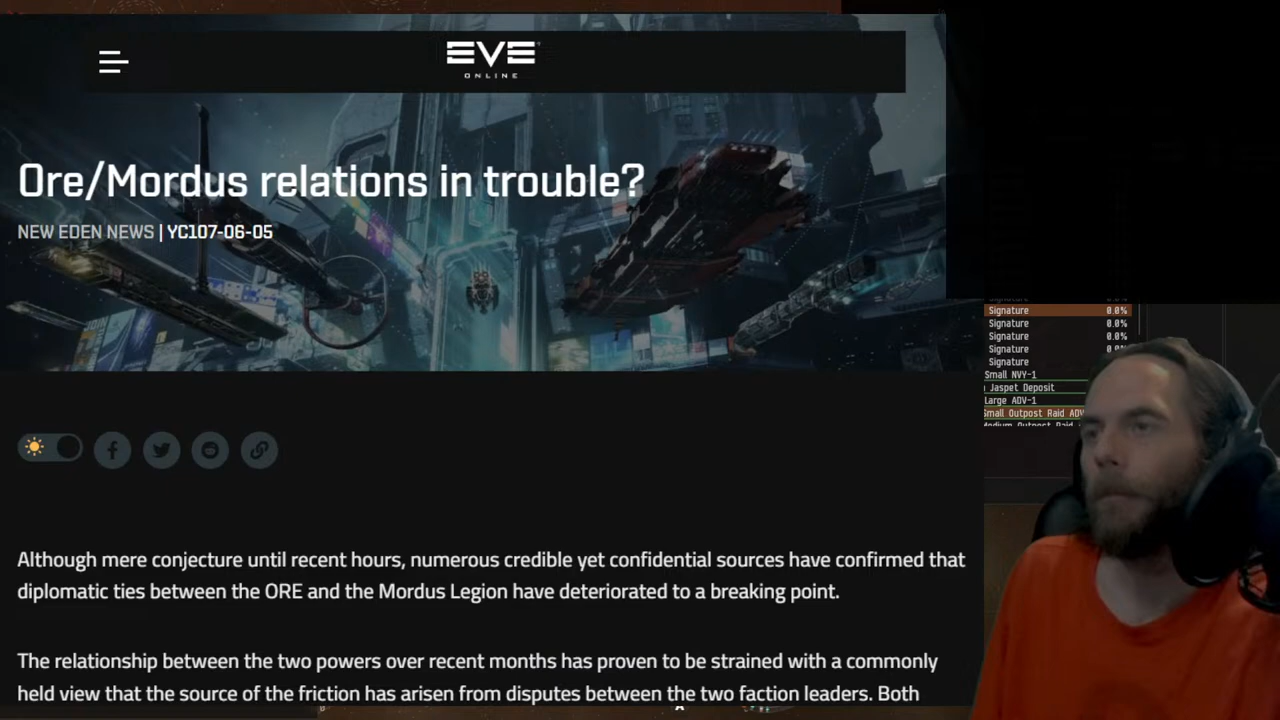 EVE
ONLINE
Ore/Mordus relations in trouble?
NEW EDEN NEWS | YC107-06-05
Signature 0.0%
Signature
Signature 0.0%
Signature 0.0%
Signature
Signature
Small NVY-1
Jaspet Deposit
Large ADV-1
Small Outpost Raid ADV
Medium Outpost Raid
Although mere conjecture until recent hours, numerous credible yet confidential sources have confirmed that
diplomatic ties between the ORE and the Mordus Legion have deteriorated to a breaking point.
The relationship between the two powers over recent months has proven to be strained with a commonly
held view that the source of the friction has arisen from disputes between the two faction leaders. Both